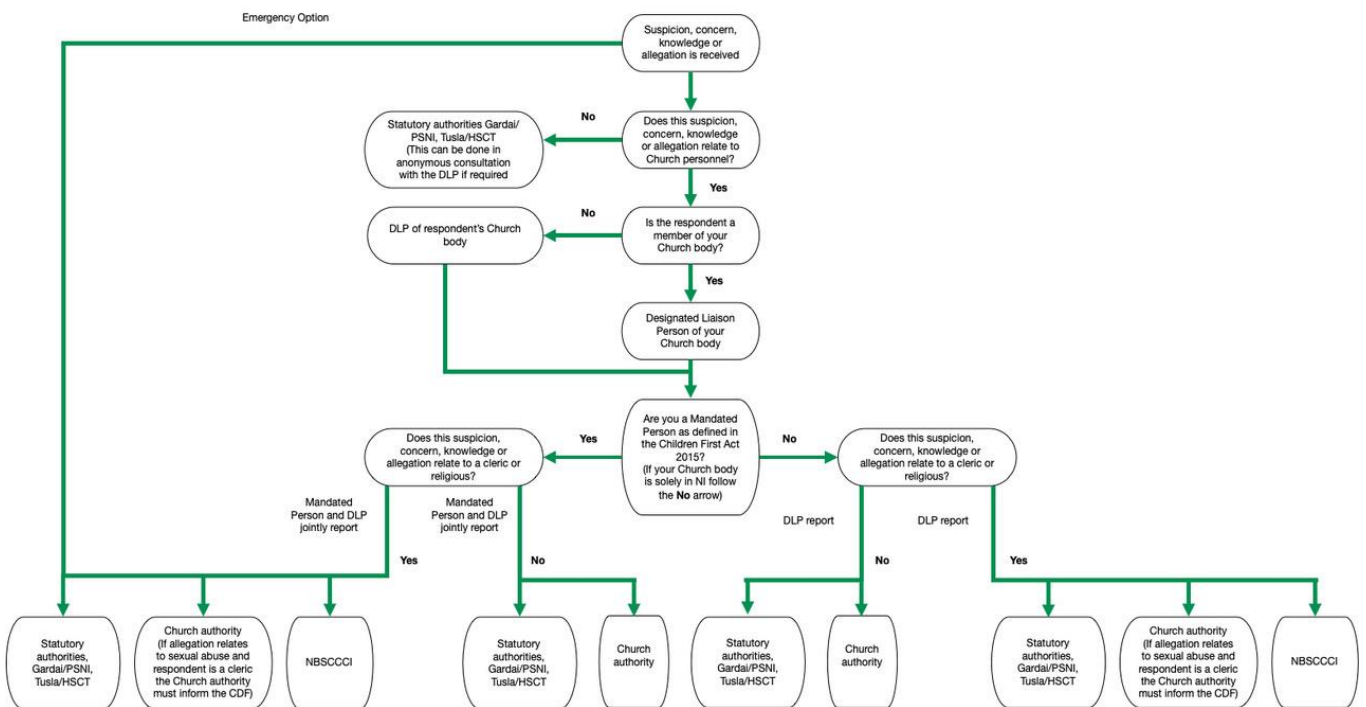 Emergency Option
Suspicion, concern,
knowledge or
allegation is received
No
Statutory authorities Gardai/
PSNI, Tusla/HSCT
(This can be done in
anonymous consultation
with the DLP if required
Does this suspicion,
concern, knowledge
or allegation relate to
Church personnel?
Yes
No
DLP of respondent's Church
body
Is the respondent a
member of your
Church body?
Yes
Designated Liaison
Person of your
Church body
Are you a Mandated
Person as defined in
the Children First Act
2015?
(If your Church body
is solely in NI follow
the No arrow)
Yes
No
Does this suspicion,
concern, knowledge or
allegation relate to a cleric or
religious?
Does this suspicion,
concern, knowledge or
allegation relate to a cleric or
religious?
Mandated
Person and DLP
jointly report
Mandated
Person and DLP
jointly report
DLP report
DLP report
Yes
No
No
Yes
Statutory
authorities,
Gardai/PSNI,
Tusla/HSCT
Church authority
(If allegation relates
to sexual abuse and
respondent is a cleric
the Church authority
must inform the CDF)
NBSCCCI
Statutory
authorities,
Gardai/PSNI,
Tusla/HSCT
Church
authority
Statutory
authorities,
Gardai/PSNI,
Tusla/HSCT
Church
authority
Statutory
authorities,
Gardai/PSNI,
Tusla/HSCT
Church authority
(If allegation relates
to sexual abuse and
respondent is a cleric
the Church authority
must inform the CDF)
NBSCCCI